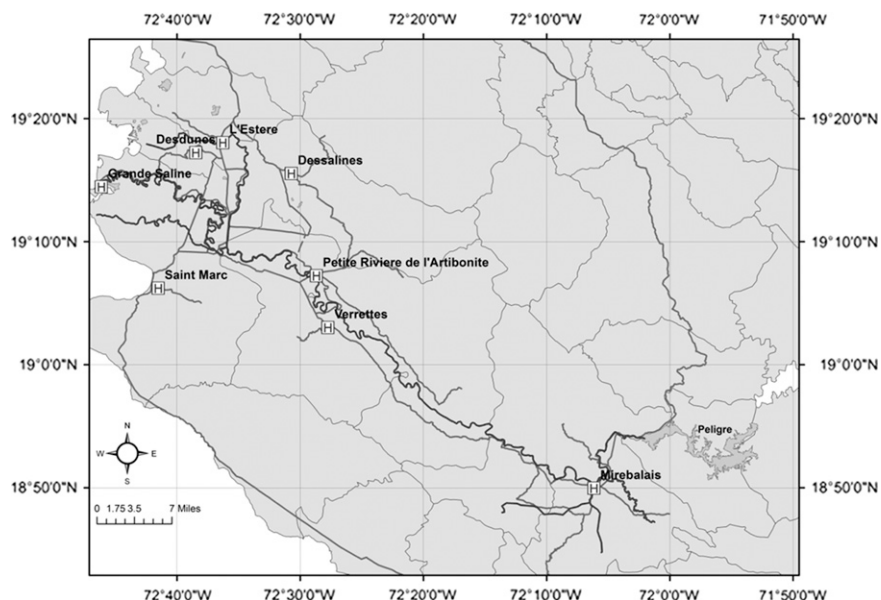 72°40'0"W 72°30'0"W 72°20'0"W 72°10'0"W 72°0'0"W 71°50'0"W
19°20'0"N 19°20'0"N
L'Estere
Desdunes
Dessalines
Grande Saline
H
H
H
H
19°10'0"N 19°10'0"N
Petite Riviere de l'Artibonite
H
Saint Marc
H
Verrettes
H
19°0'0"N 19°0'0"N
Peligre
N
W E
S
Mirebalais
H
18°50'0"N 18°50'0"N
0 1.75 3.5 7 Miles
72°40'0"W 72°30'0"W 72°20'0"W 72°10'0"W 72°0'0"W 71°50'0"W